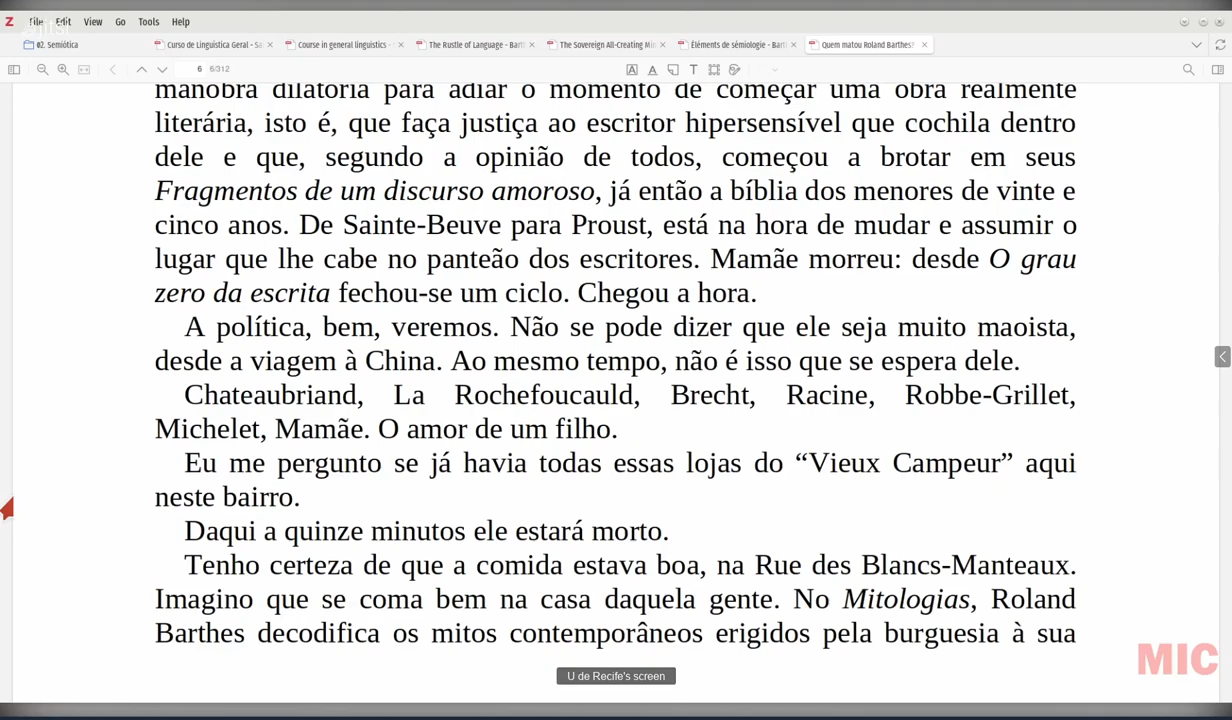 File Edit View Go Tools Help
#2. Semiótica
Curso de Linguística Geral - Sa
Course in general linguistics -
The Rustle of Language - Bart
The Sovereign All-Creating Mi
Éléments de sémiologie - Bart
Quem matou Roland Barthes?
6 6/312
manobra dilatória para adiar o momento de começar uma obra realmente
literária, isto é, que faça justiça ao escritor hipersensível que cochila dentro
dele e que, segundo a opinião de todos, começou a brotar em seus
Fragmentos de um discurso amoroso, já então a bíblia dos menores de vinte e
cinco anos. De Sainte-Beuve para Proust, está na hora de mudar e assumir o
lugar que lhe cabe no panteão dos escritores. Mamãe morreu: desde O grau
zero da escrita fechou-se um ciclo. Chegou a hora.
A política, bem, veremos. Não se pode dizer que ele seja muito maoista,
desde a viagem à China. Ao mesmo tempo, não é isso que se espera dele.
Chateaubriand, La Rochefoucauld, Brecht, Racine, Robbe-Grillet,
Michelet, Mamãe. O amor de um filho.
Eu me pergunto se já havia todas essas lojas do “Vieux Campeur” aqui
neste bairro.
Daqui a quinze minutos ele estará morto.
Tenho certeza de que a comida estava boa, na Rue des Blancs-Manteaux.
Imagino que se coma bem na casa daquela gente. No Mitologias, Roland
Barthes decodifica os mitos contemporâneos erigidos pela burguesia à sua
MIC
U de Recife's screen